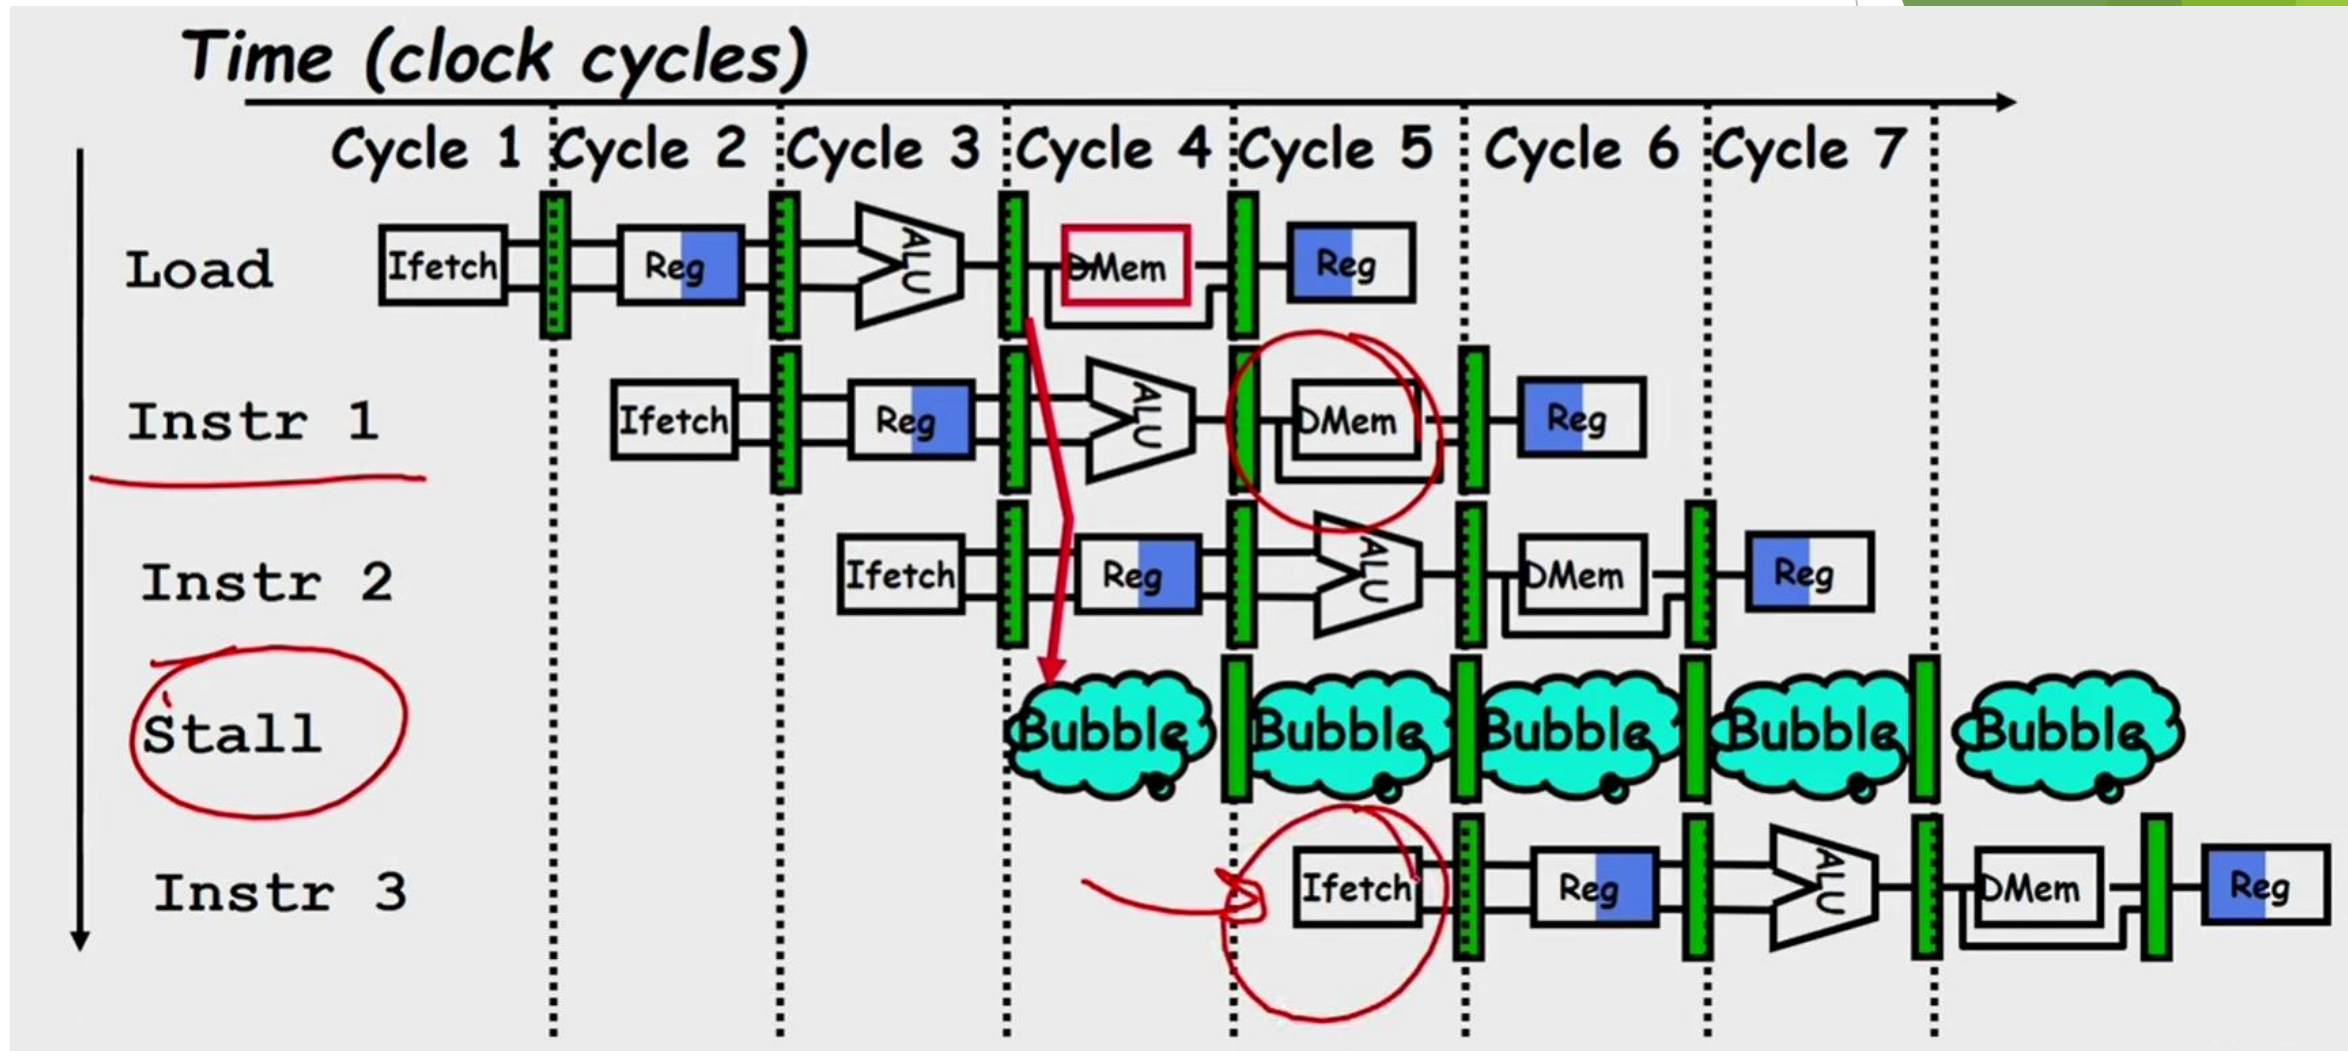 Time (clock cycles)
Cycle 1 Cycle 2 Cycle 3 Cycle 4 Cycle 5 Cycle 6 Cycle 7
Load Ifetch Reg ALU DMem Reg
Instr 1 Ifetch Reg ALU DMem Reg
Instr 2 Ifetch Reg ALU DMem Reg
Stall Bubble Bubble Bubble Bubble Bubble
Instr 3 Ifetch Reg ALU DMem Reg